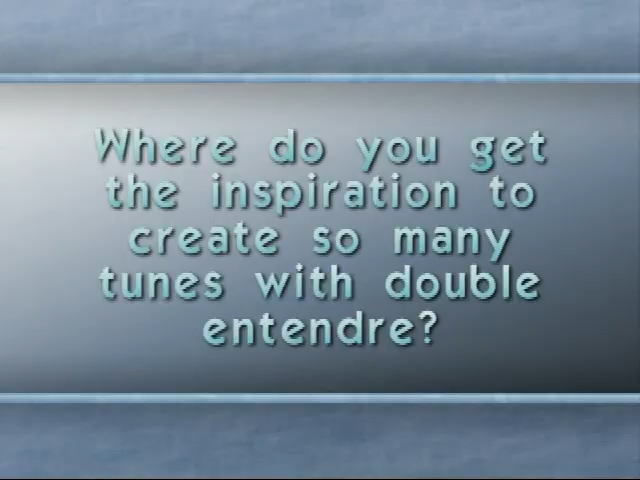 Where do you get
the inspiration to
create so many
tunes with double
entendre?